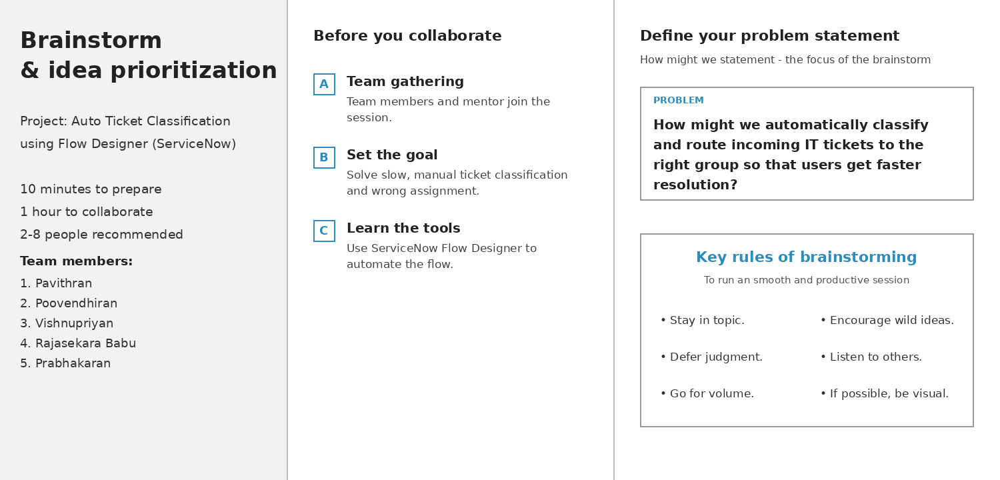 Brainstorm
& idea prioritization
Project: Auto Ticket Classification
using Flow Designer (ServiceNow)
10 minutes to prepare
1 hour to collaborate
2-8 people recommended
Team members:
1. Pavithran
2. Poovendhiran
3. Vishnupriyan
4. Rajasekara Babu
5. Prabhakaran
Before you collaborate
A
Team gathering
Team members and mentor join the
session.
B
Set the goal
Solve slow, manual ticket classification
and wrong assignment.
C
Learn the tools
Use ServiceNow Flow Designer to
automate the flow.
Define your problem statement
How might we statement - the focus of the brainstorm
PROBLEM
How might we automatically classify
and route incoming IT tickets to the
right group so that users get faster
resolution?
Key rules of brainstorming
To run an smooth and productive session
• Stay in topic.
• Encourage wild ideas.
• Defer judgment.
• Listen to others.
• Go for volume.
• If possible, be visual.